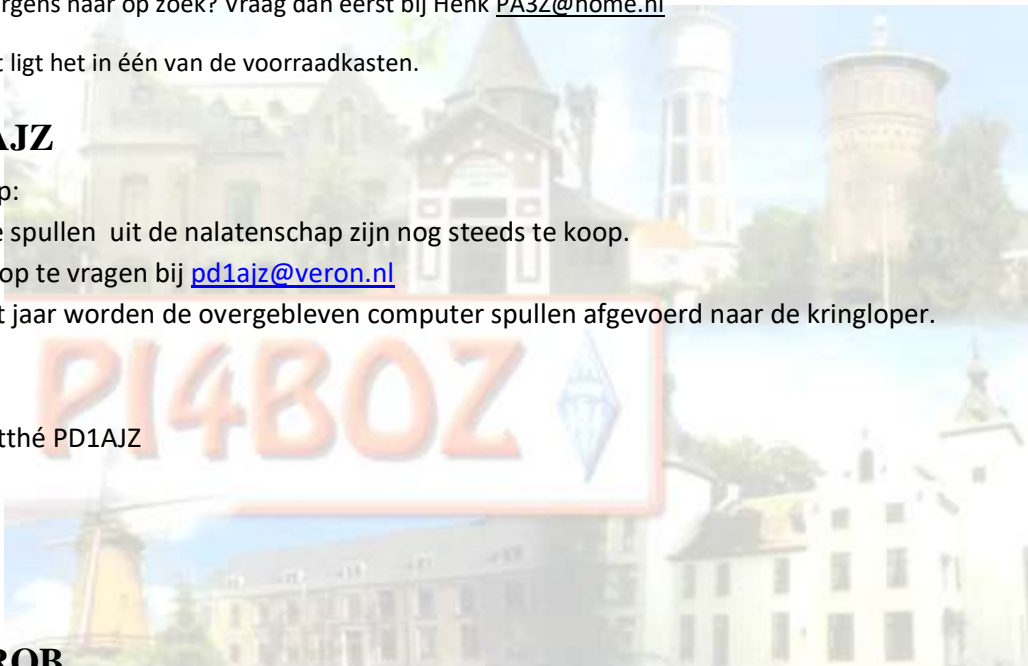 rgens naar op zoek? Vraag dan eerst bij Henk PA3Z@home.nl
t ligt het in één van de voorraadkasten.
AJZ
p:
e spullen uit de nalatenschap zijn nog steeds te koop.
op te vragen bij pd1ajz@veron.nl
t jaar worden de overgebleven computer spullen afgevoerd naar de kringloper.
PI4BOZ
tthé PD1AJZ
ROB